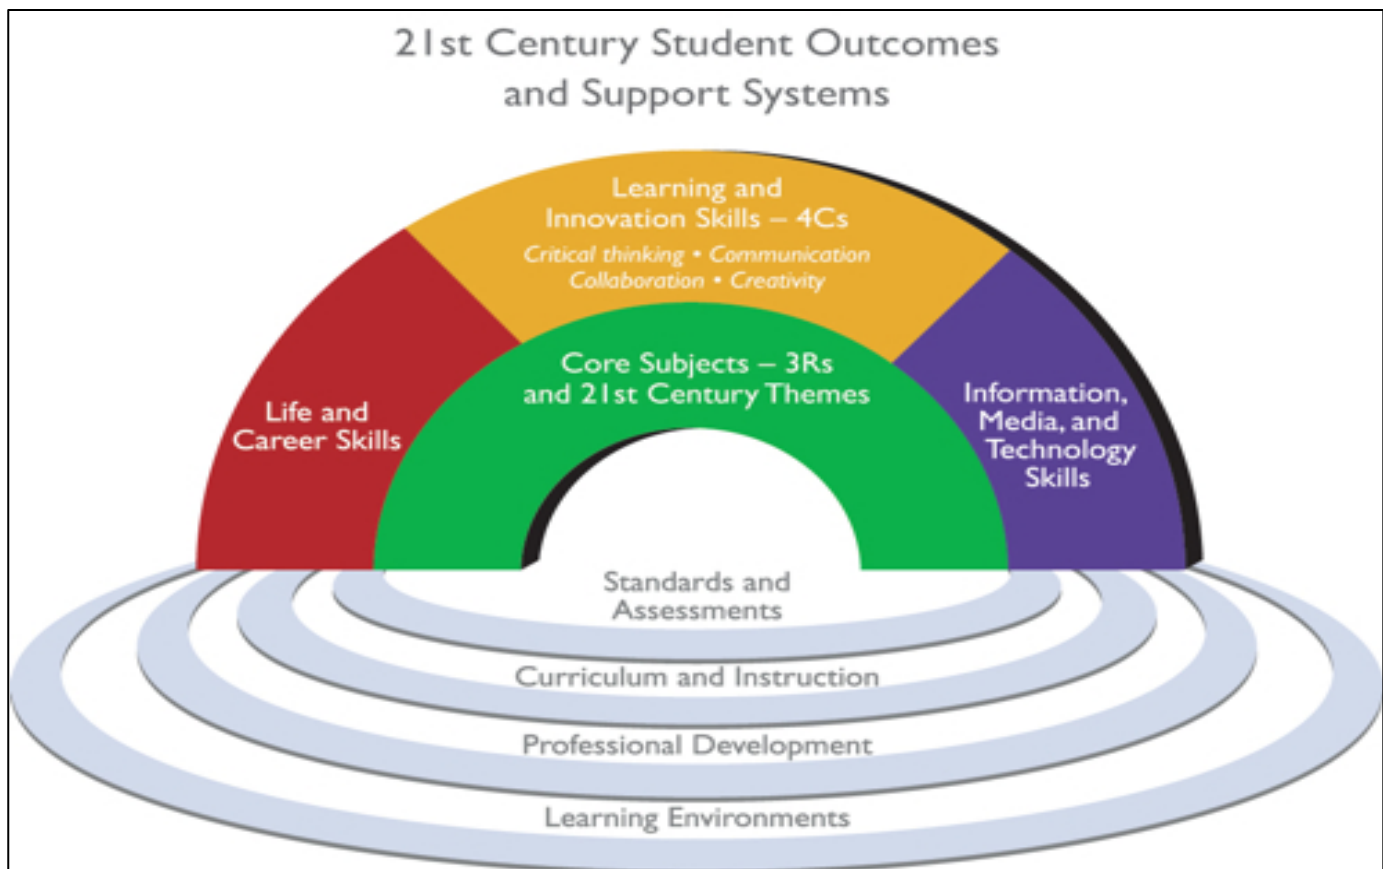 21st Century Student Outcomes
and Support Systems
Learning and
Innovation Skills – 4Cs
Critical thinking • Communication
Collaboration • Creativity
Core Subjects – 3Rs
and 21st Century Themes
Life and
Career Skills
Information,
Media, and
Technology
Skills
Standards and
Assessments
Curriculum and Instruction
Professional Development
Learning Environments